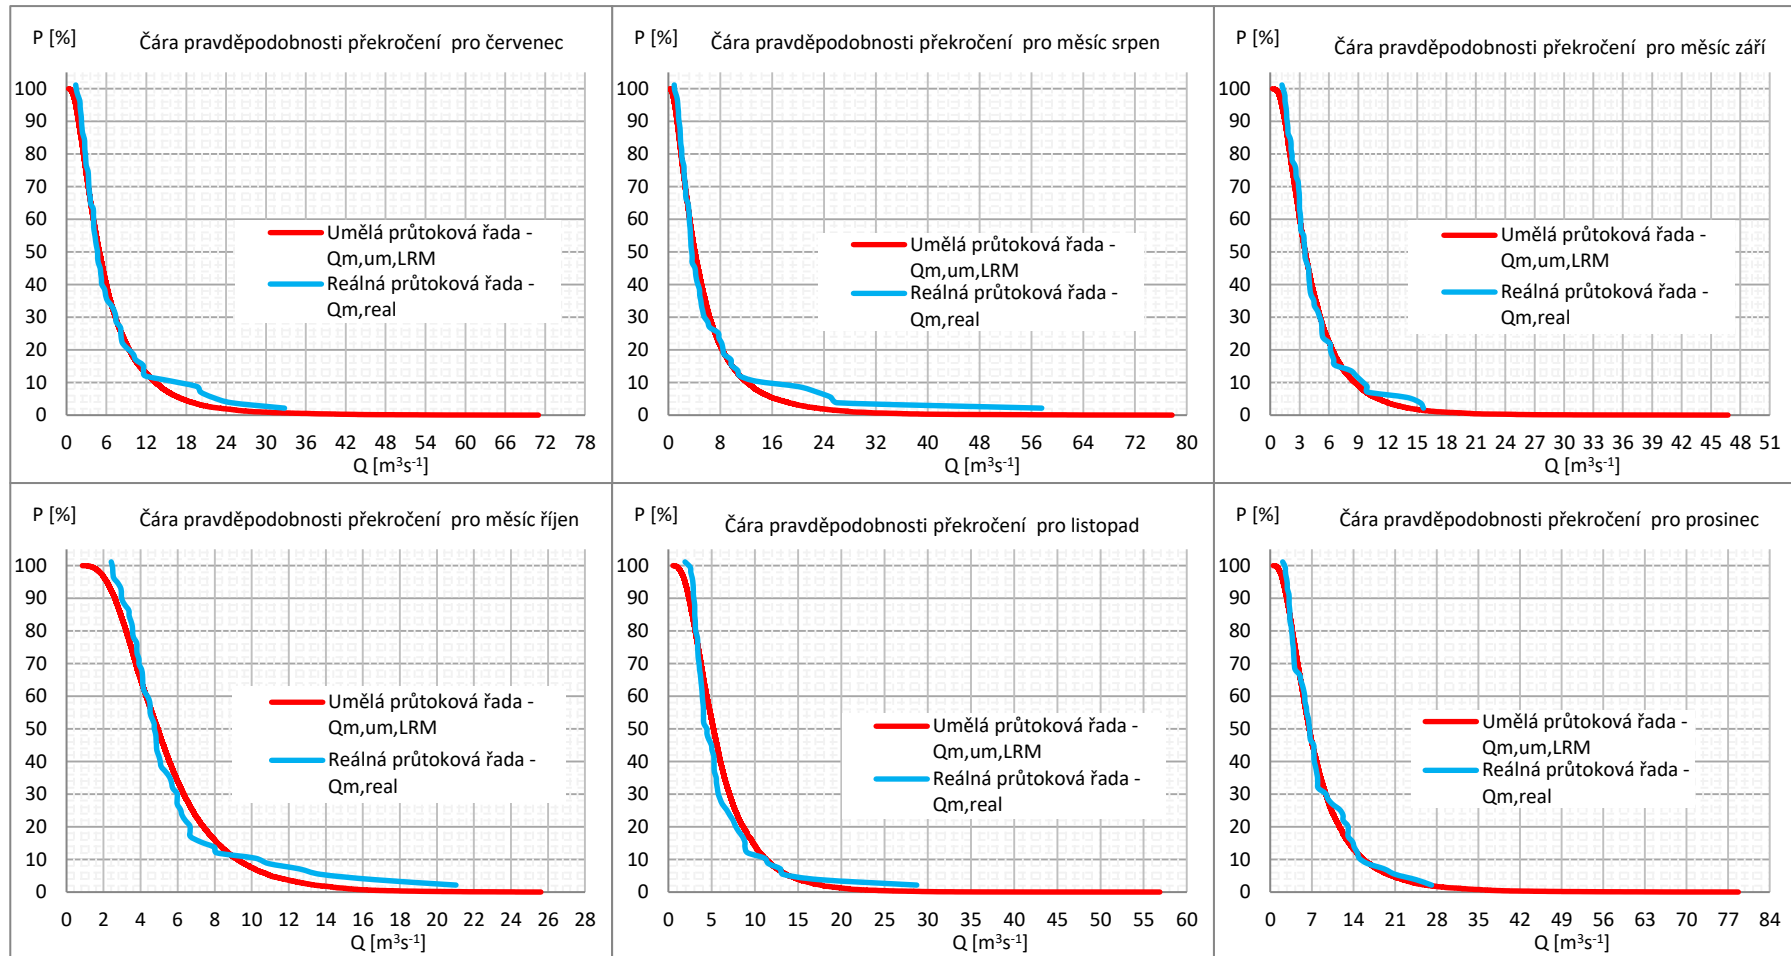 P [%]
Čára pravděpodobnosti překročení pro červenec
100
90
80
70
60
50
40
30
20
10
0
Umělá průtoková řada -
Qm,um,LRM
Reálná průtoková řada -
Qm,real
0 6 12 18 24 30 36 42 48 54 60 66 72 78
Q [m³s⁻¹]
P [%]
Čára pravděpodobnosti překročení pro měsíc srpen
100
90
80
70
60
50
40
30
20
10
0
Umělá průtoková řada -
Qm,um,LRM
Reálná průtoková řada -
Qm,real
0 8 16 24 32 40 48 56 64 72 80
Q [m³s⁻¹]
P [%]
Čára pravděpodobnosti překročení pro měsíc září
100
90
80
70
60
50
40
30
20
10
0
Umělá průtoková řada -
Qm,um,LRM
Reálná průtoková řada -
Qm,real
0 3 6 9 12 15 18 21 24 27 30 33 36 39 42 45 48 51
Q [m³s⁻¹]
P [%]
Čára pravděpodobnosti překročení pro měsíc říjen
100
90
80
70
60
50
40
30
20
10
0
Umělá průtoková řada -
Qm,um,LRM
Reálná průtoková řada -
Qm,real
0 2 4 6 8 10 12 14 16 18 20 22 24 26 28
Q [m³s⁻¹]
P [%]
Čára pravděpodobnosti překročení pro listopad
100
90
80
70
60
50
40
30
20
10
0
Umělá průtoková řada -
Qm,um,LRM
Reálná průtoková řada -
Qm,real
0 5 10 15 20 25 30 35 40 45 50 55 60
Q [m³s⁻¹]
P [%]
Čára pravděpodobnosti překročení pro prosinec
100
90
80
70
60
50
40
30
20
10
0
Umělá průtoková řada -
Qm,um,LRM
Reálná průtoková řada -
Qm,real
0 7 14 21 28 35 42 49 56 63 70 77 84
Q [m³s⁻¹]